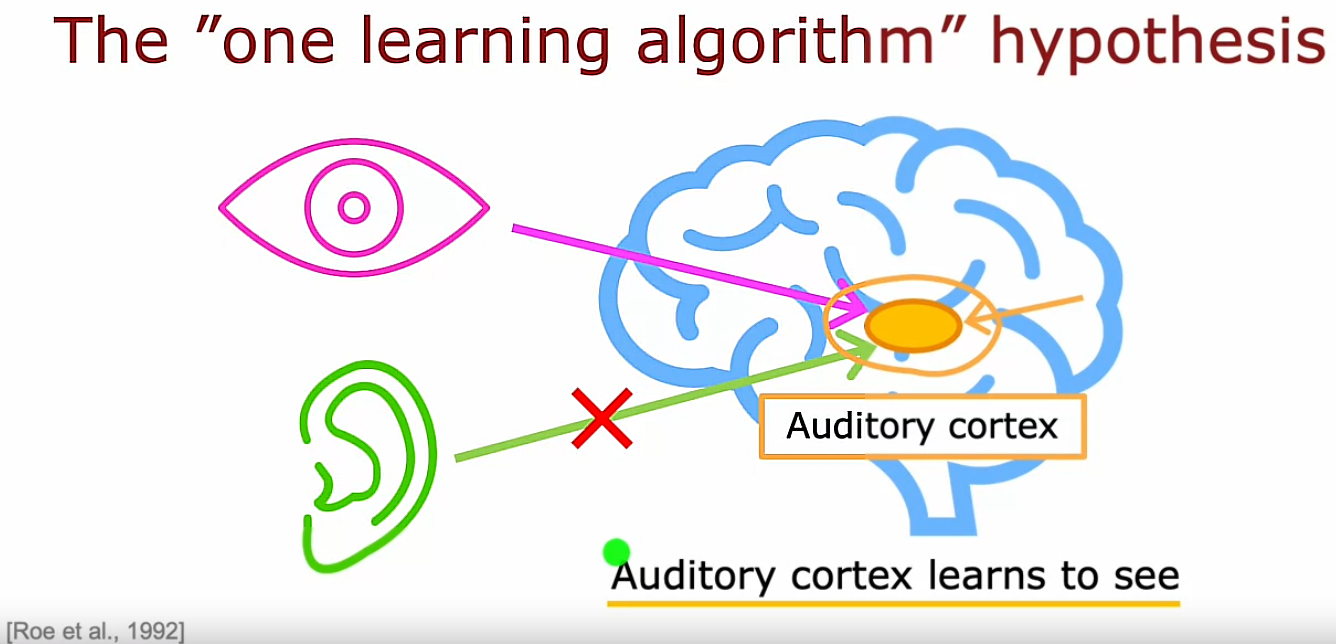 The ”one learning algorithm” hypothesis
Auditory cortex
Auditory cortex learns to see
[Roe et al., 1992]